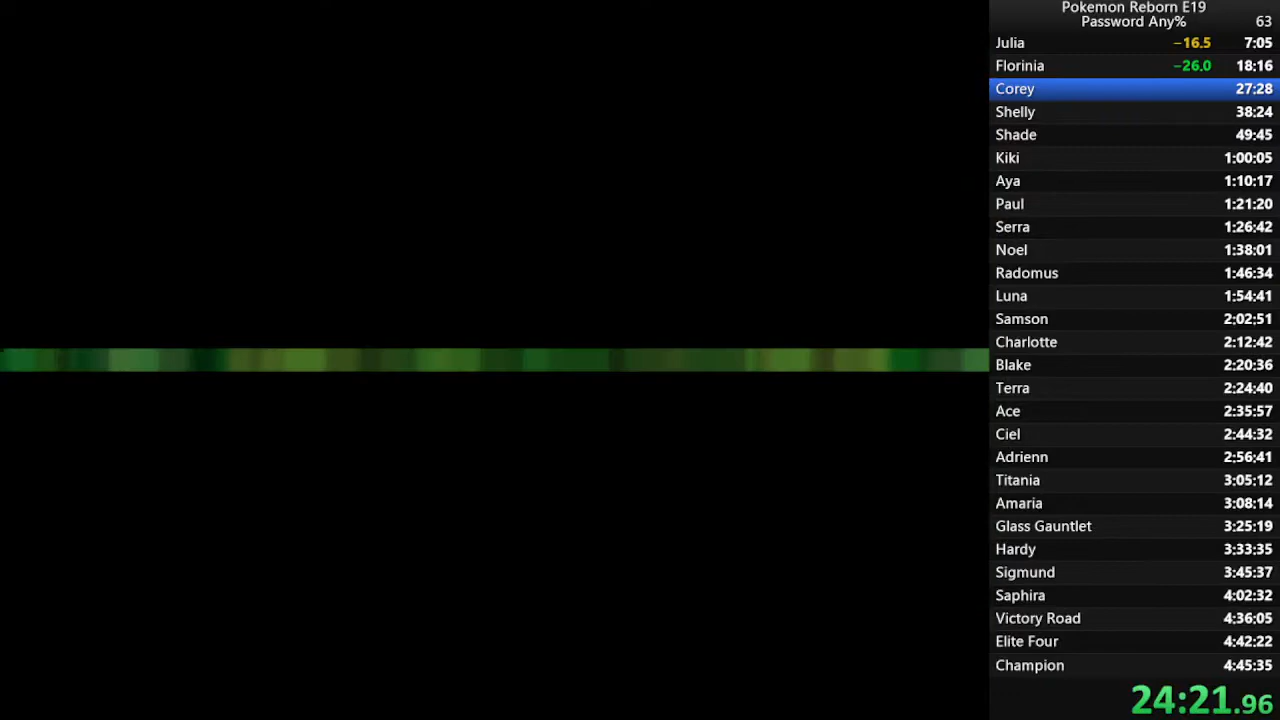 Pokemon Reborn E19
Password Any% 63
Julia −16.5 7:05
Florinia −26.0 18:16
Corey 27:28
Shelly 38:24
Shade 49:45
Kiki 1:00:05
Aya 1:10:17
Paul 1:21:20
Serra 1:26:42
Noel 1:38:01
Radomus 1:46:34
Luna 1:54:41
Samson 2:02:51
Charlotte 2:12:42
Blake 2:20:36
Terra 2:24:40
Ace 2:35:57
Ciel 2:44:32
Adrienn 2:56:41
Titania 3:05:12
Amaria 3:08:14
Glass Gauntlet 3:25:19
Hardy 3:33:35
Sigmund 3:45:37
Saphira 4:02:32
Victory Road 4:36:05
Elite Four 4:42:22
Champion 4:45:35
24:21.96